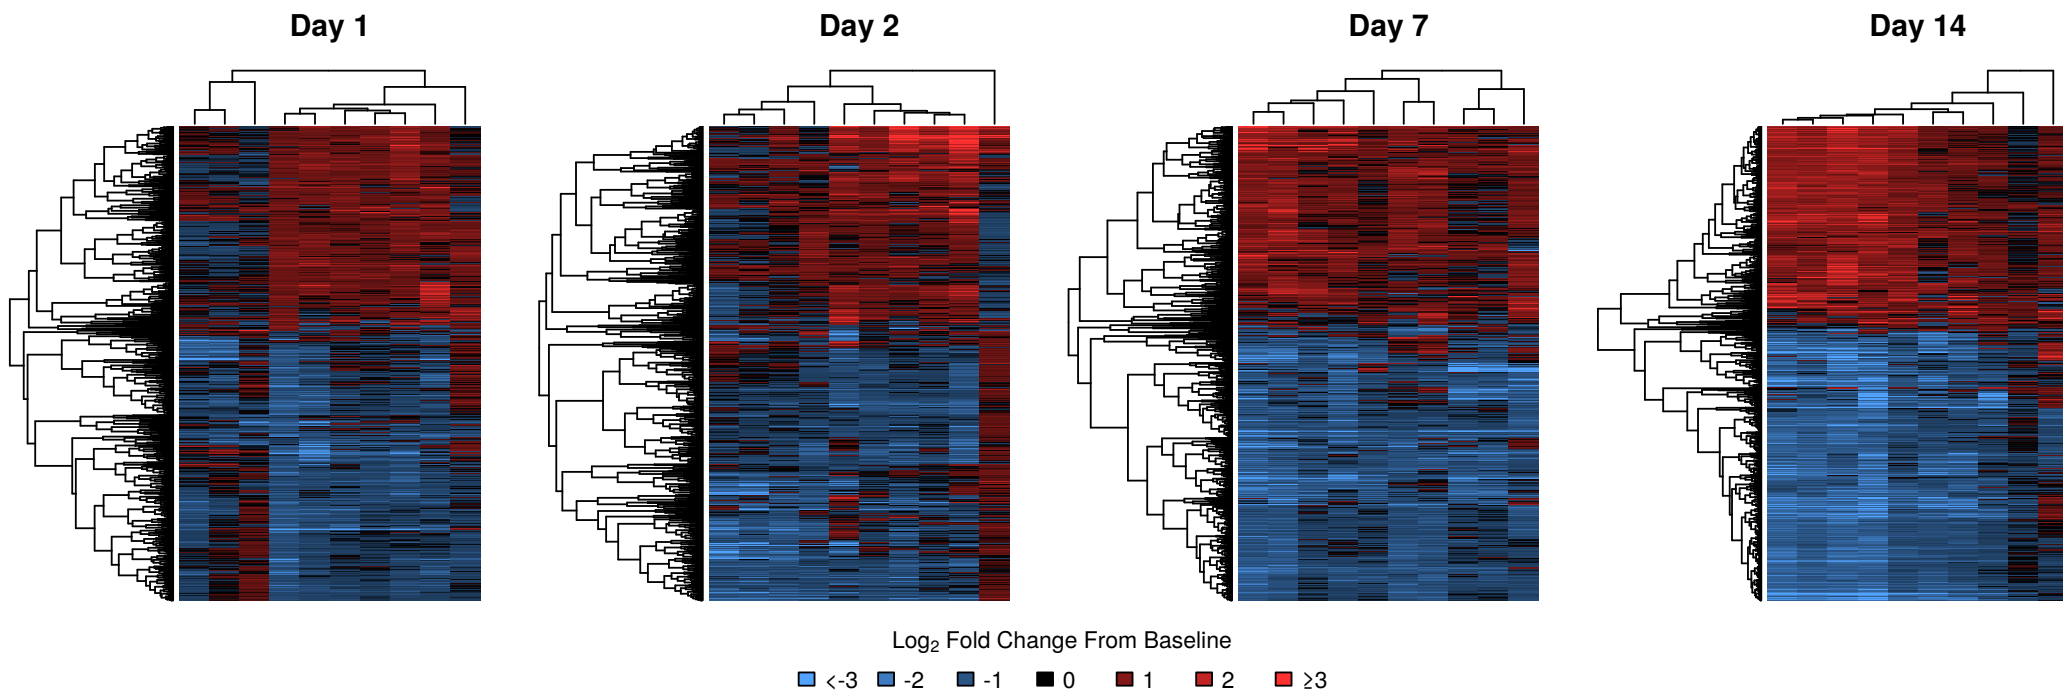 Day 1 Day 2 Day 7 Day 14
Log₂ Fold Change From Baseline
<-3 -2 -1 0 1 2 ≥3